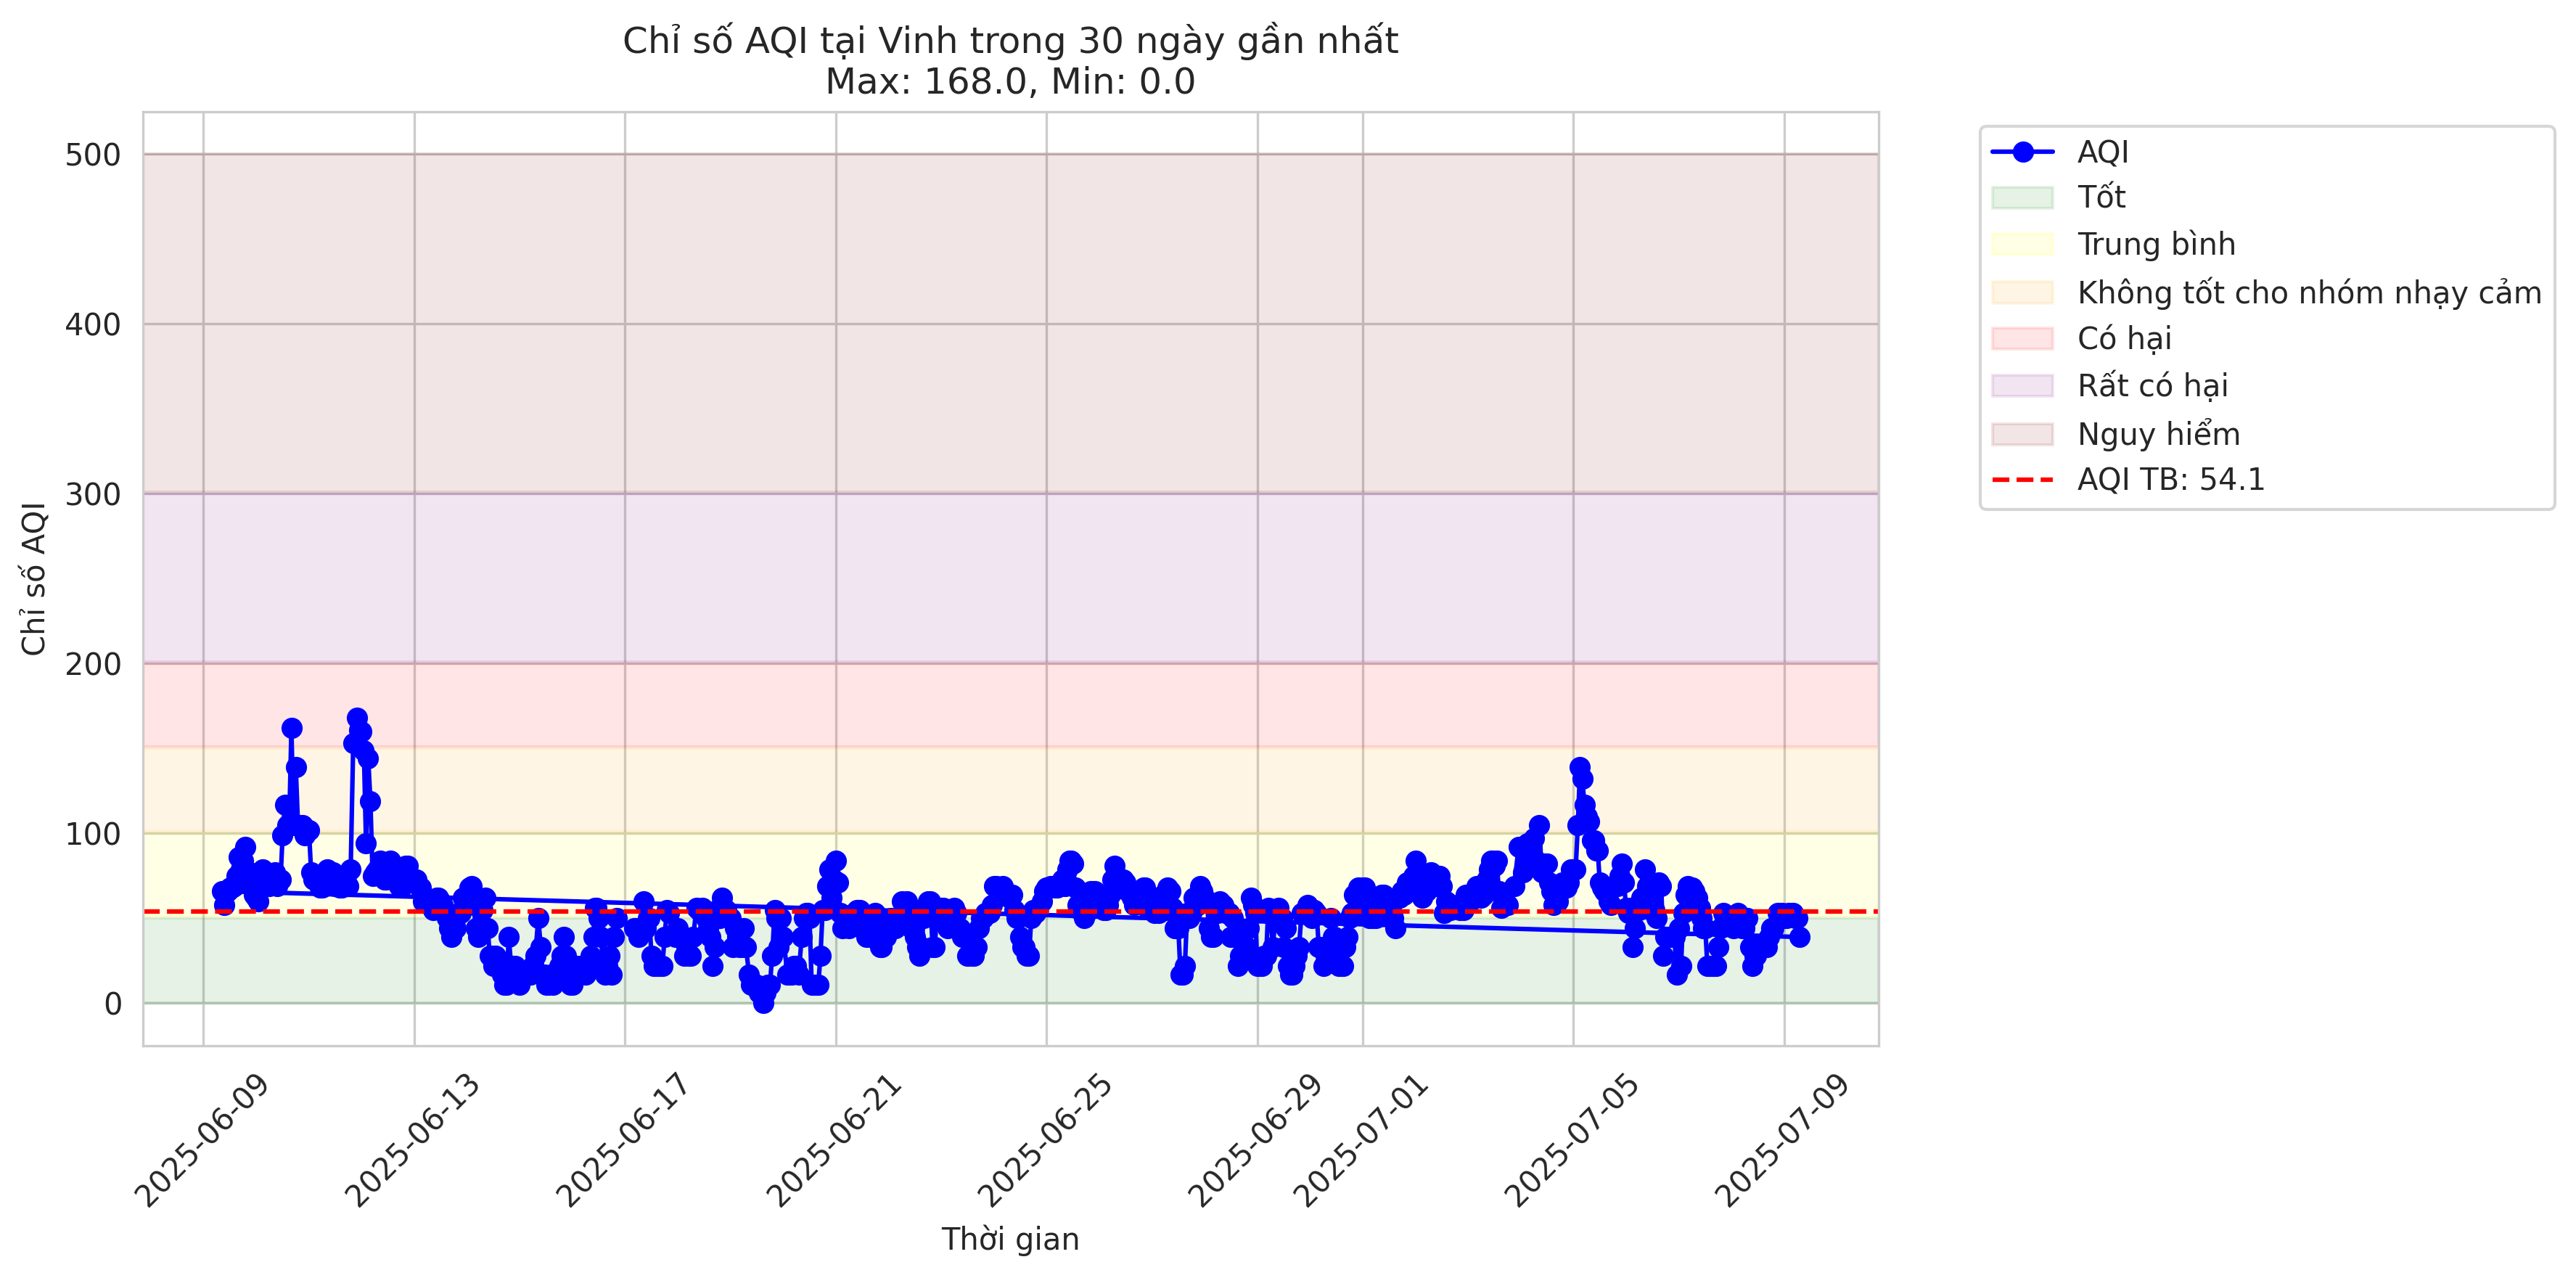 Chỉ số AQI tại Vinh trong 30 ngày gần nhất
Max: 168.0, Min: 0.0
Chỉ số AQI
500
400
300
200
100
0
2025-06-09
2025-06-13
2025-06-17
2025-06-21
2025-06-25
2025-06-29
2025-07-01
2025-07-05
2025-07-09
Thời gian
AQI
Tốt
Trung bình
Không tốt cho nhóm nhạy cảm
Có hại
Rất có hại
Nguy hiểm
AQI TB: 54.1